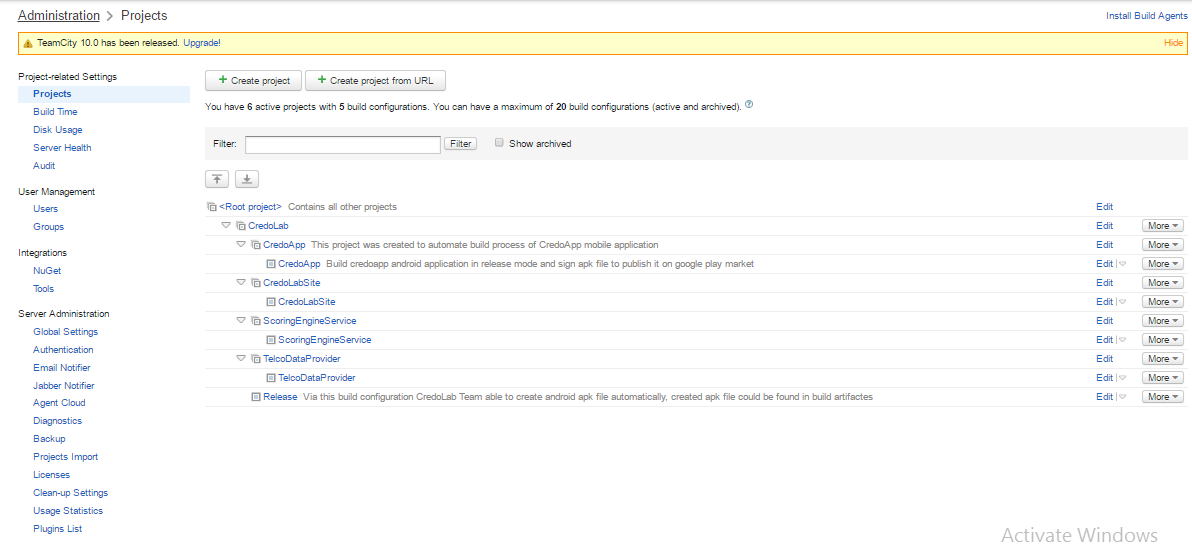 Administration > Projects
Install Build Agents
TeamCity 10.0 has been released. Upgrade!
Hide
Project-related Settings
Projects
Build Time
Disk Usage
Server Health
Audit
User Management
Users
Groups
Integrations
NuGet
Tools
Server Administration
Global Settings
Authentication
Email Notifier
Jabber Notifier
Agent Cloud
Diagnostics
Backup
Projects Import
Licenses
Clean-up Settings
Usage Statistics
Plugins List
+ Create project
+ Create project from URL
You have 6 active projects with 5 build configurations. You can have a maximum of 20 build configurations (active and archived). ?
Filter: Filter Show archived
<Root project> Contains all other projects Edit
CredoLab Edit More
CredoApp This project was created to automate build process of CredoApp mobile application Edit More
CredoApp Build credoapp android application in release mode and sign apk file to publish it on google play market Edit More
CredoLabSite Edit More
CredoLabSite Edit More
ScoringEngineService Edit More
ScoringEngineService Edit More
TelcoDataProvider Edit More
TelcoDataProvider Edit More
Release Via this build configuration CredoLab Team able to create android apk file automatically, created apk file could be found in build artifactes Edit More
Activate Windows